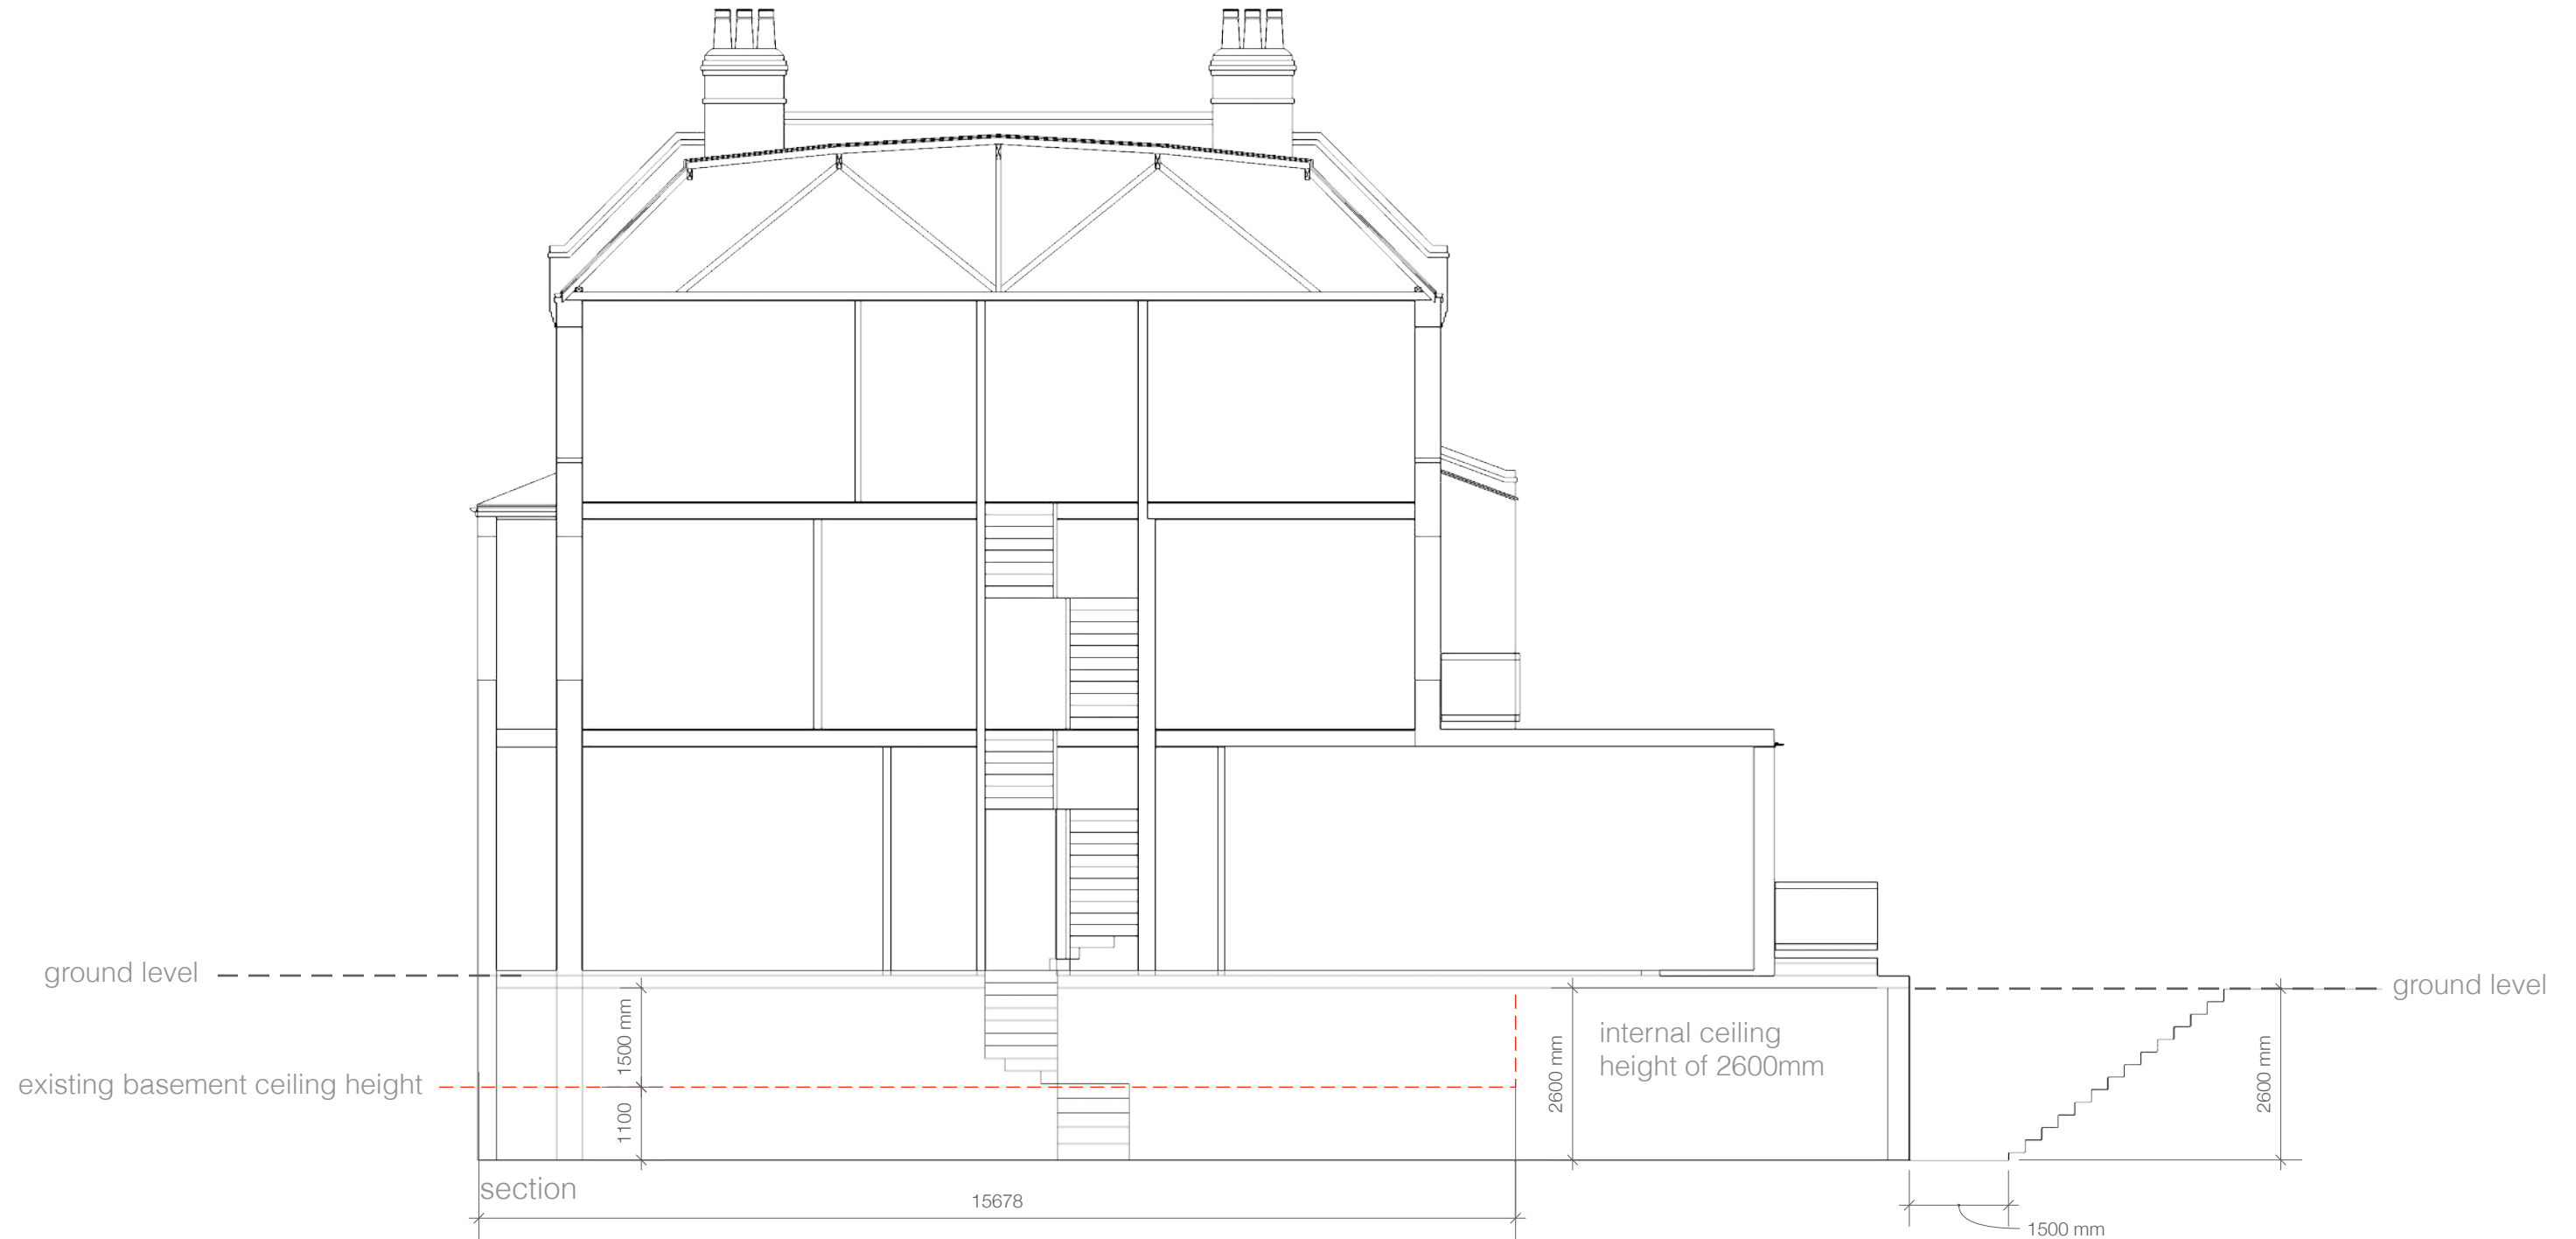 ground level
ground level
1500 mm
internal ceiling
height of 2600mm
2600 mm
2600 mm
existing basement ceiling height
1100
section
15678
1500 mm